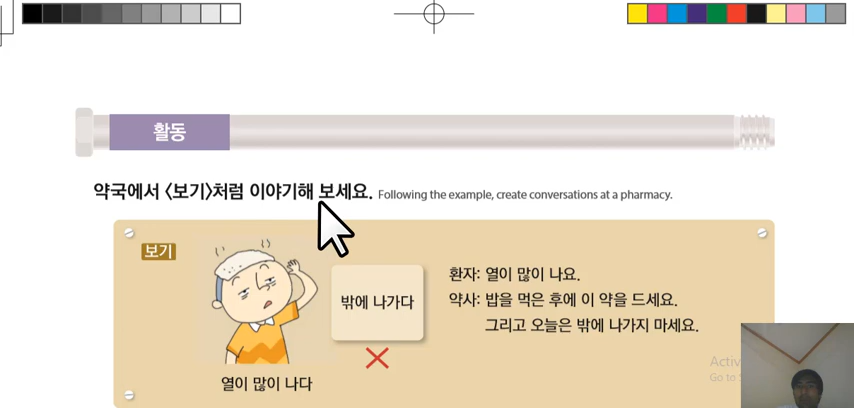 활동
약국에서 〈보기〉처럼 이야기해 보세요. Following the example, create conversations at a pharmacy.
보기
환자: 열이 많이 나요.
밖에 나가다
약사: 밥을 먹은 후에 이 약을 드세요.
그리고 오늘은 밖에 나가지 마세요.
열이 많이 나다
Activ
Go to S